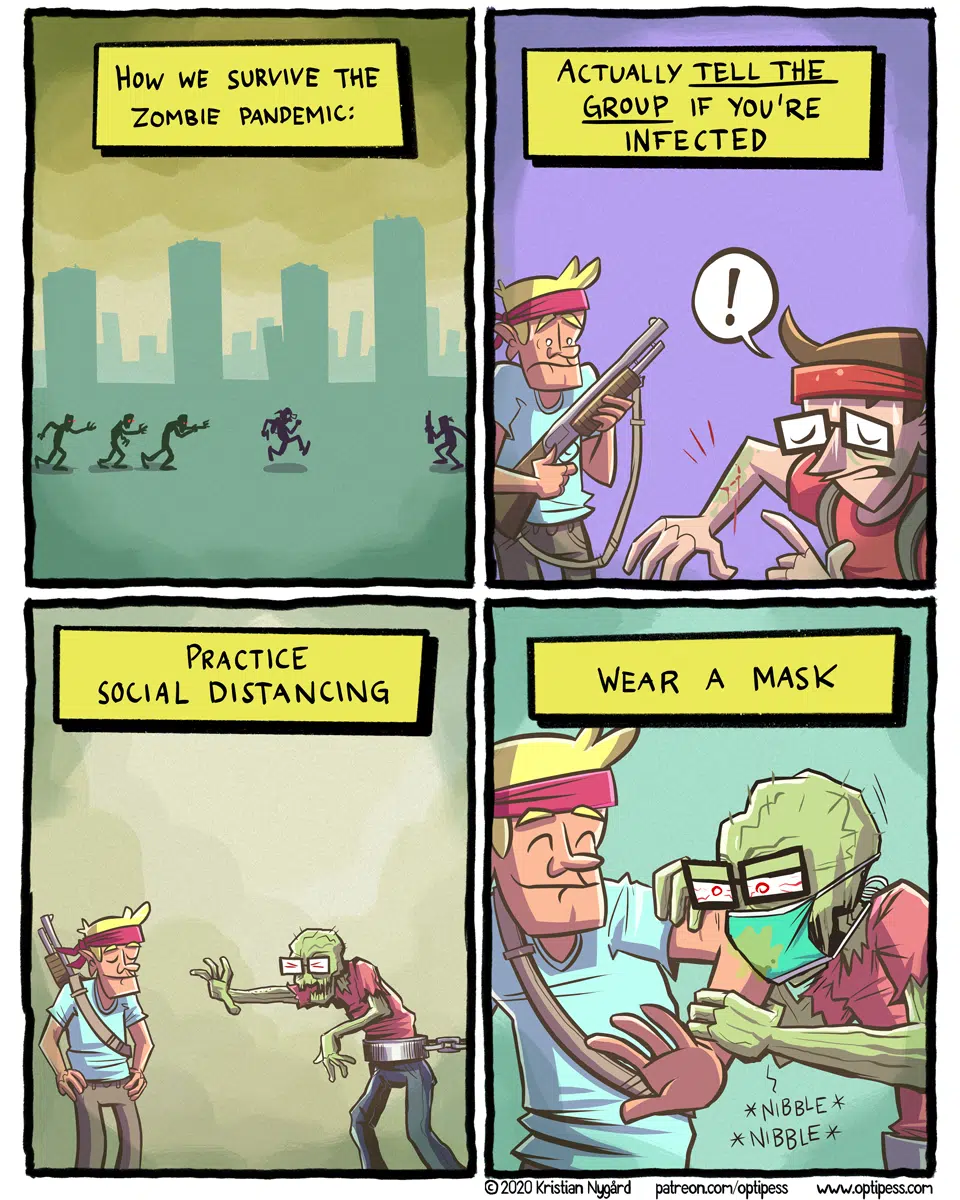 HOW WE SURVIVE THE
ZOMBIE PANDEMIC:
ACTUALLY TELL THE
GROUP IF YOU'RE
INFECTED
!
PRACTICE
SOCIAL DISTANCING
WEAR A MASK
*NIBBLE*
*NIBBLE*
©2020 Kristian Nygård patreon.com/optipess www.optipess.com